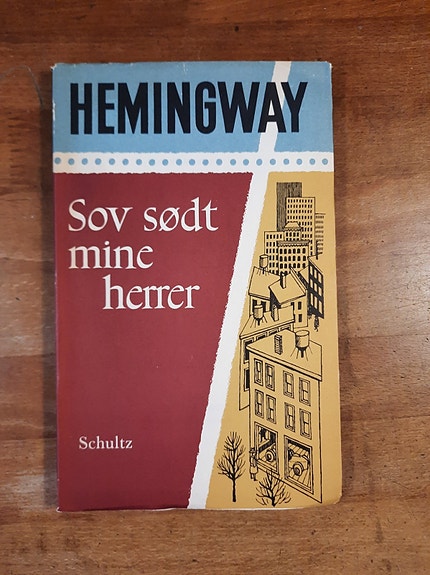 HEMINGWAY
Sov sødt
mine
herrer
Schultz